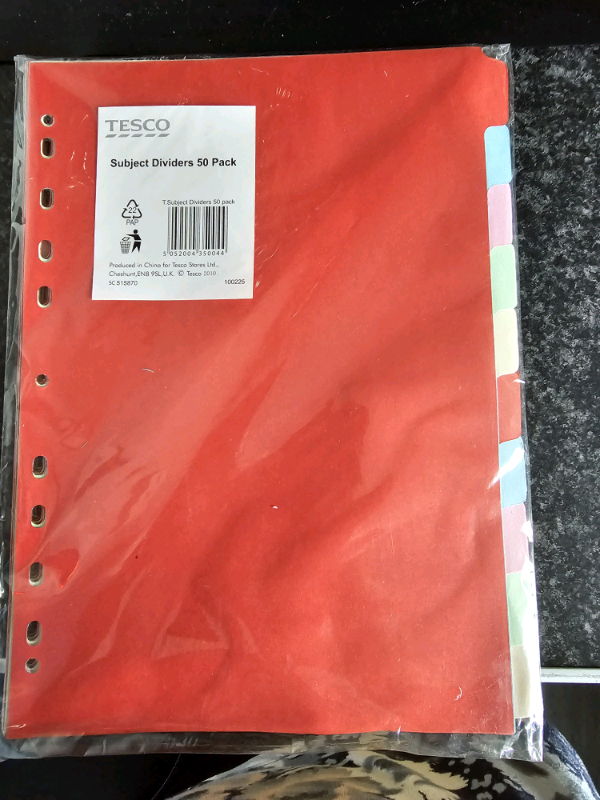 TESCO
Subject Dividers 50 Pack
T.Subject Dividers 50 pack
22
PAP
5 052004 350044
Produced in China for Tesco Stores Ltd.,
Cheshunt,EN8 9SL,U.K. © Tesco 2010
SC 515870 100225